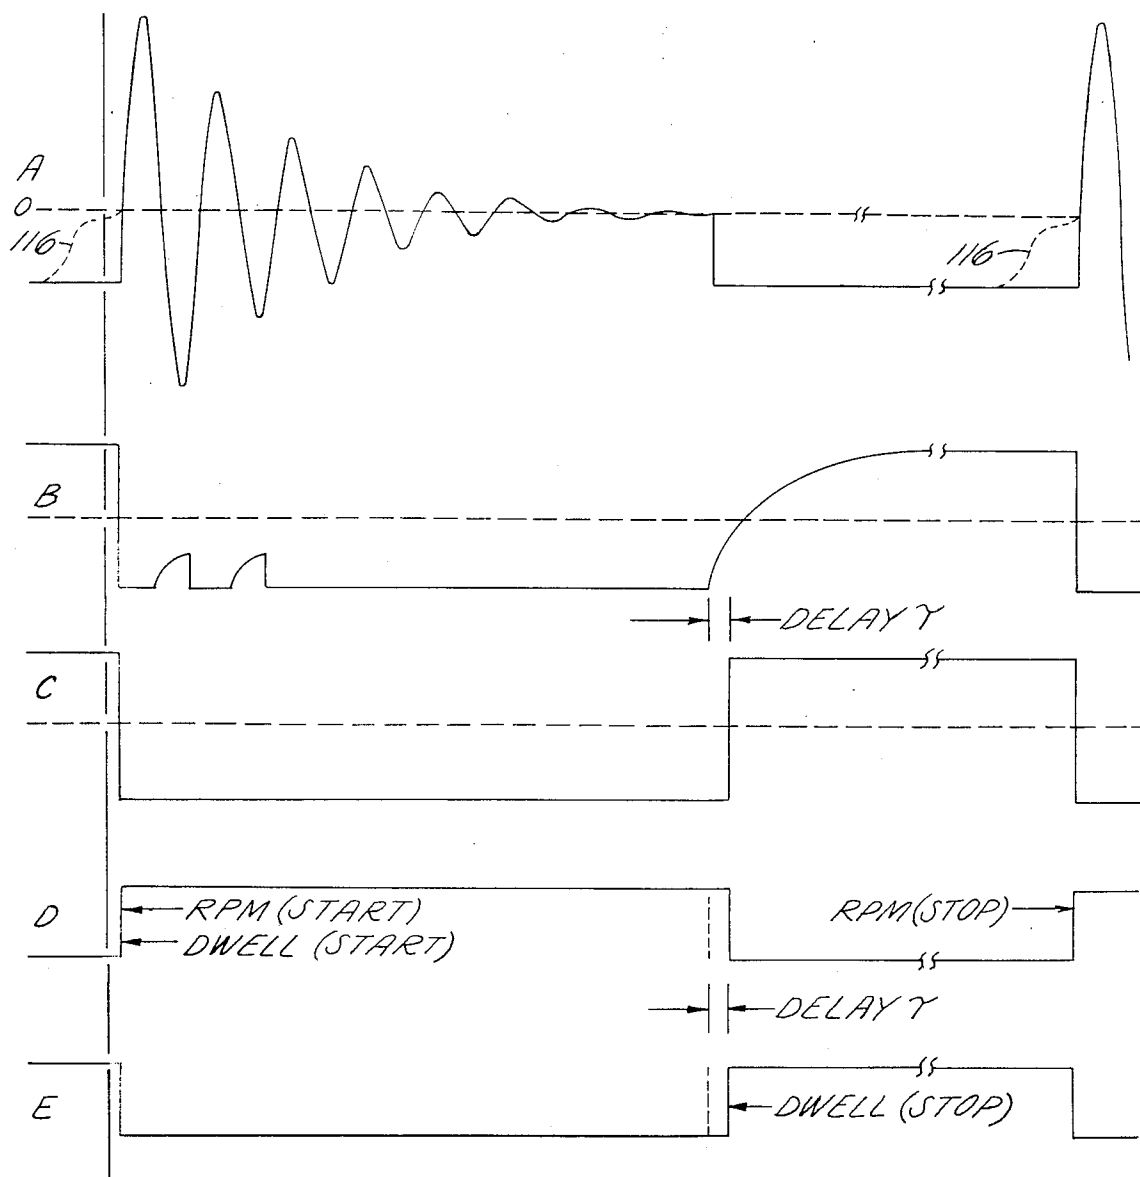 A
0
116
116
B
DELAY τ
C
D
RPM (START)
DWELL (START)
RPM (STOP)
DELAY τ
E
DWELL (STOP)